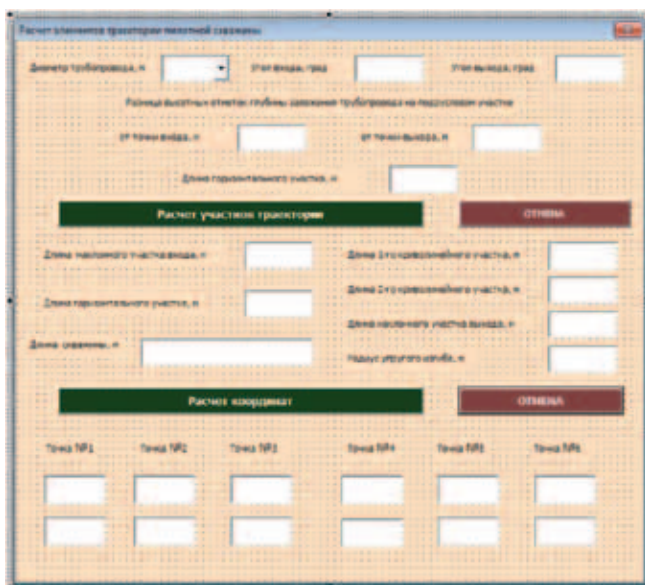 Расчет элементов траектории пилотной скважины
Диаметр трубопровода, м Угол входа, град Угол выхода, град
Разница высотных отметок глубины заложения трубопровода на подрусловом участке
от точки входа, м от точки выхода, м
Длина горизонтального участка, м
Расчет участков траектории ОТМЕНА
Длина наклонного участка входа, м Длина 1-го криволинейного участка, м
Длина 2-го криволинейного участка, м
Длина горизонтального участка, м
Длина наклонного участка выхода, м
Длина скважины, м
Радиус упругого изгиба, м
Расчет координат ОТМЕНА
Точка №1 Точка №2 Точка №3 Точка №4 Точка №5 Точка №6